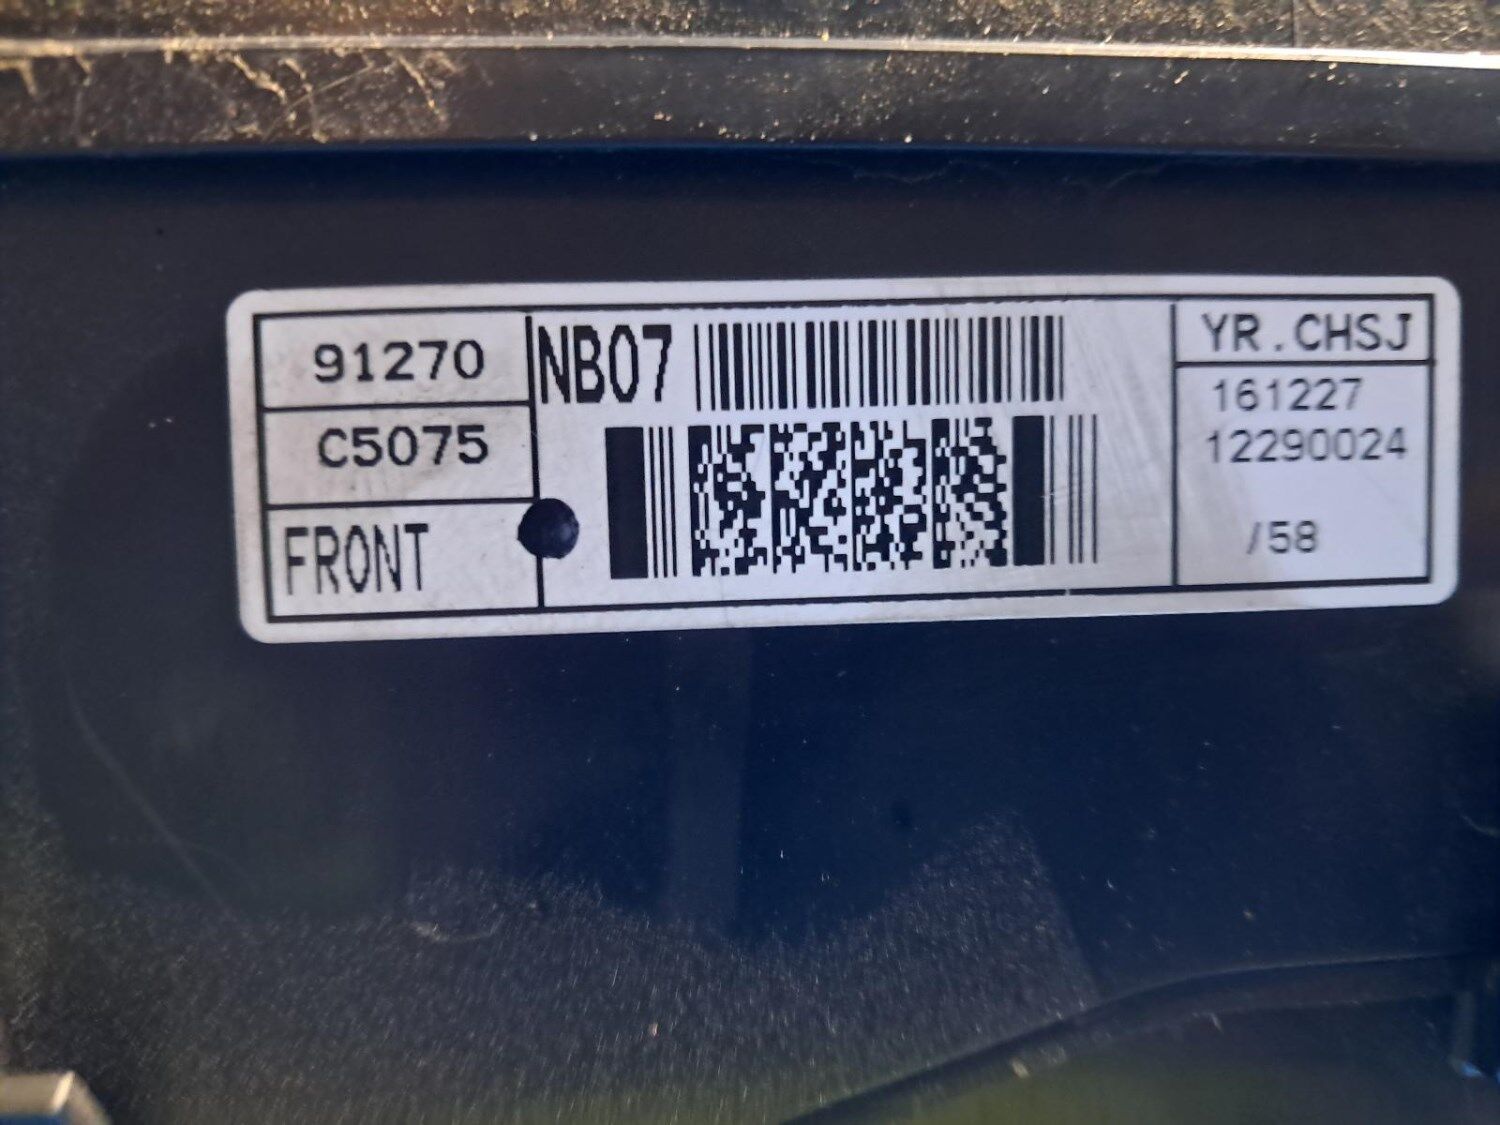 91270
C5075
FRONT
NB07
YR.CHSJ
161227
12290024
/58